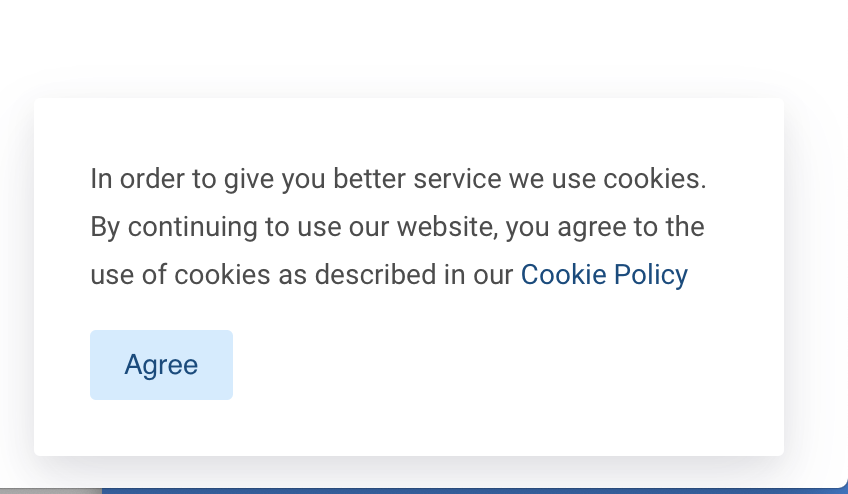 In order to give you better service we use cookies.
By continuing to use our website, you agree to the
use of cookies as described in our Cookie Policy
Agree